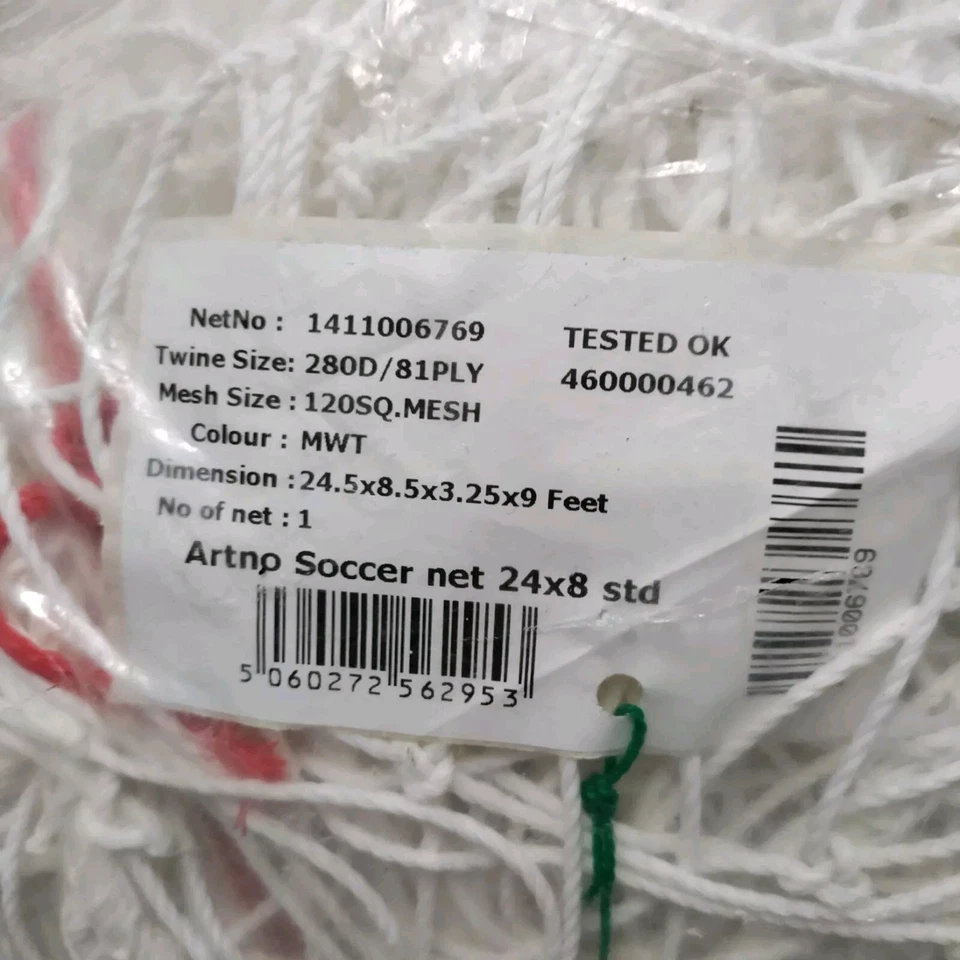 NetNo : 1411006769
Twine Size: 280D/81PLY
Mesh Size : 120SQ.MESH
Colour : MWT
Dimension :24.5x8.5x3.25x9 Feet
No of net : 1
TESTED OK
460000462
Artnp Soccer net 24x8 std
5 060272 562953